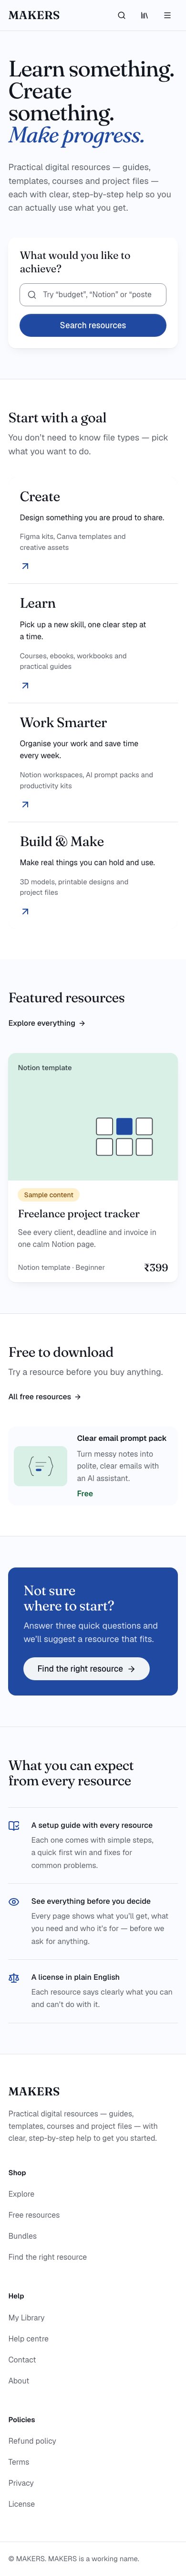 MAKERS
Learn something.
Create
something.
Make progress.
Practical digital resources — guides,
templates, courses and project files —
each with clear, step-by-step help so you
can actually use what you get.
What would you like to
achieve?
Try “budget”, “Notion” or “poste
Search resources
Start with a goal
You don’t need to know file types — pick
what you want to do.
Create
Design something you are proud to share.
Figma kits, Canva templates and
creative assets
Learn
Pick up a new skill, one clear step at
a time.
Courses, ebooks, workbooks and
practical guides
Work Smarter
Organise your work and save time
every week.
Notion workspaces, AI prompt packs and
productivity kits
Build & Make
Make real things you can hold and use.
3D models, printable designs and
project files
Featured resources
Explore everything →
Notion template
Sample content
Freelance project tracker
See every client, deadline and invoice in
one calm Notion page.
Notion template · Beginner ₹399
Free to download
Try a resource before you buy anything.
All free resources →
Clear email prompt pack
Turn messy notes into
polite, clear emails with
an AI assistant.
Free
Not sure
where to start?
Answer three quick questions and
we’ll suggest a resource that fits.
Find the right resource →
What you can expect
from every resource
A setup guide with every resource
Each one comes with simple steps,
a quick first win and fixes for
common problems.
See everything before you decide
Every page shows what you’ll get, what
you need and who it’s for — before we
ask for anything.
A license in plain English
Each resource says clearly what you can
and can’t do with it.
MAKERS
Practical digital resources — guides,
templates, courses and project files — with
clear, step-by-step help to get you started.
Shop
Explore
Free resources
Bundles
Find the right resource
Help
My Library
Help centre
Contact
About
Policies
Refund policy
Terms
Privacy
License
© MAKERS. MAKERS is a working name.